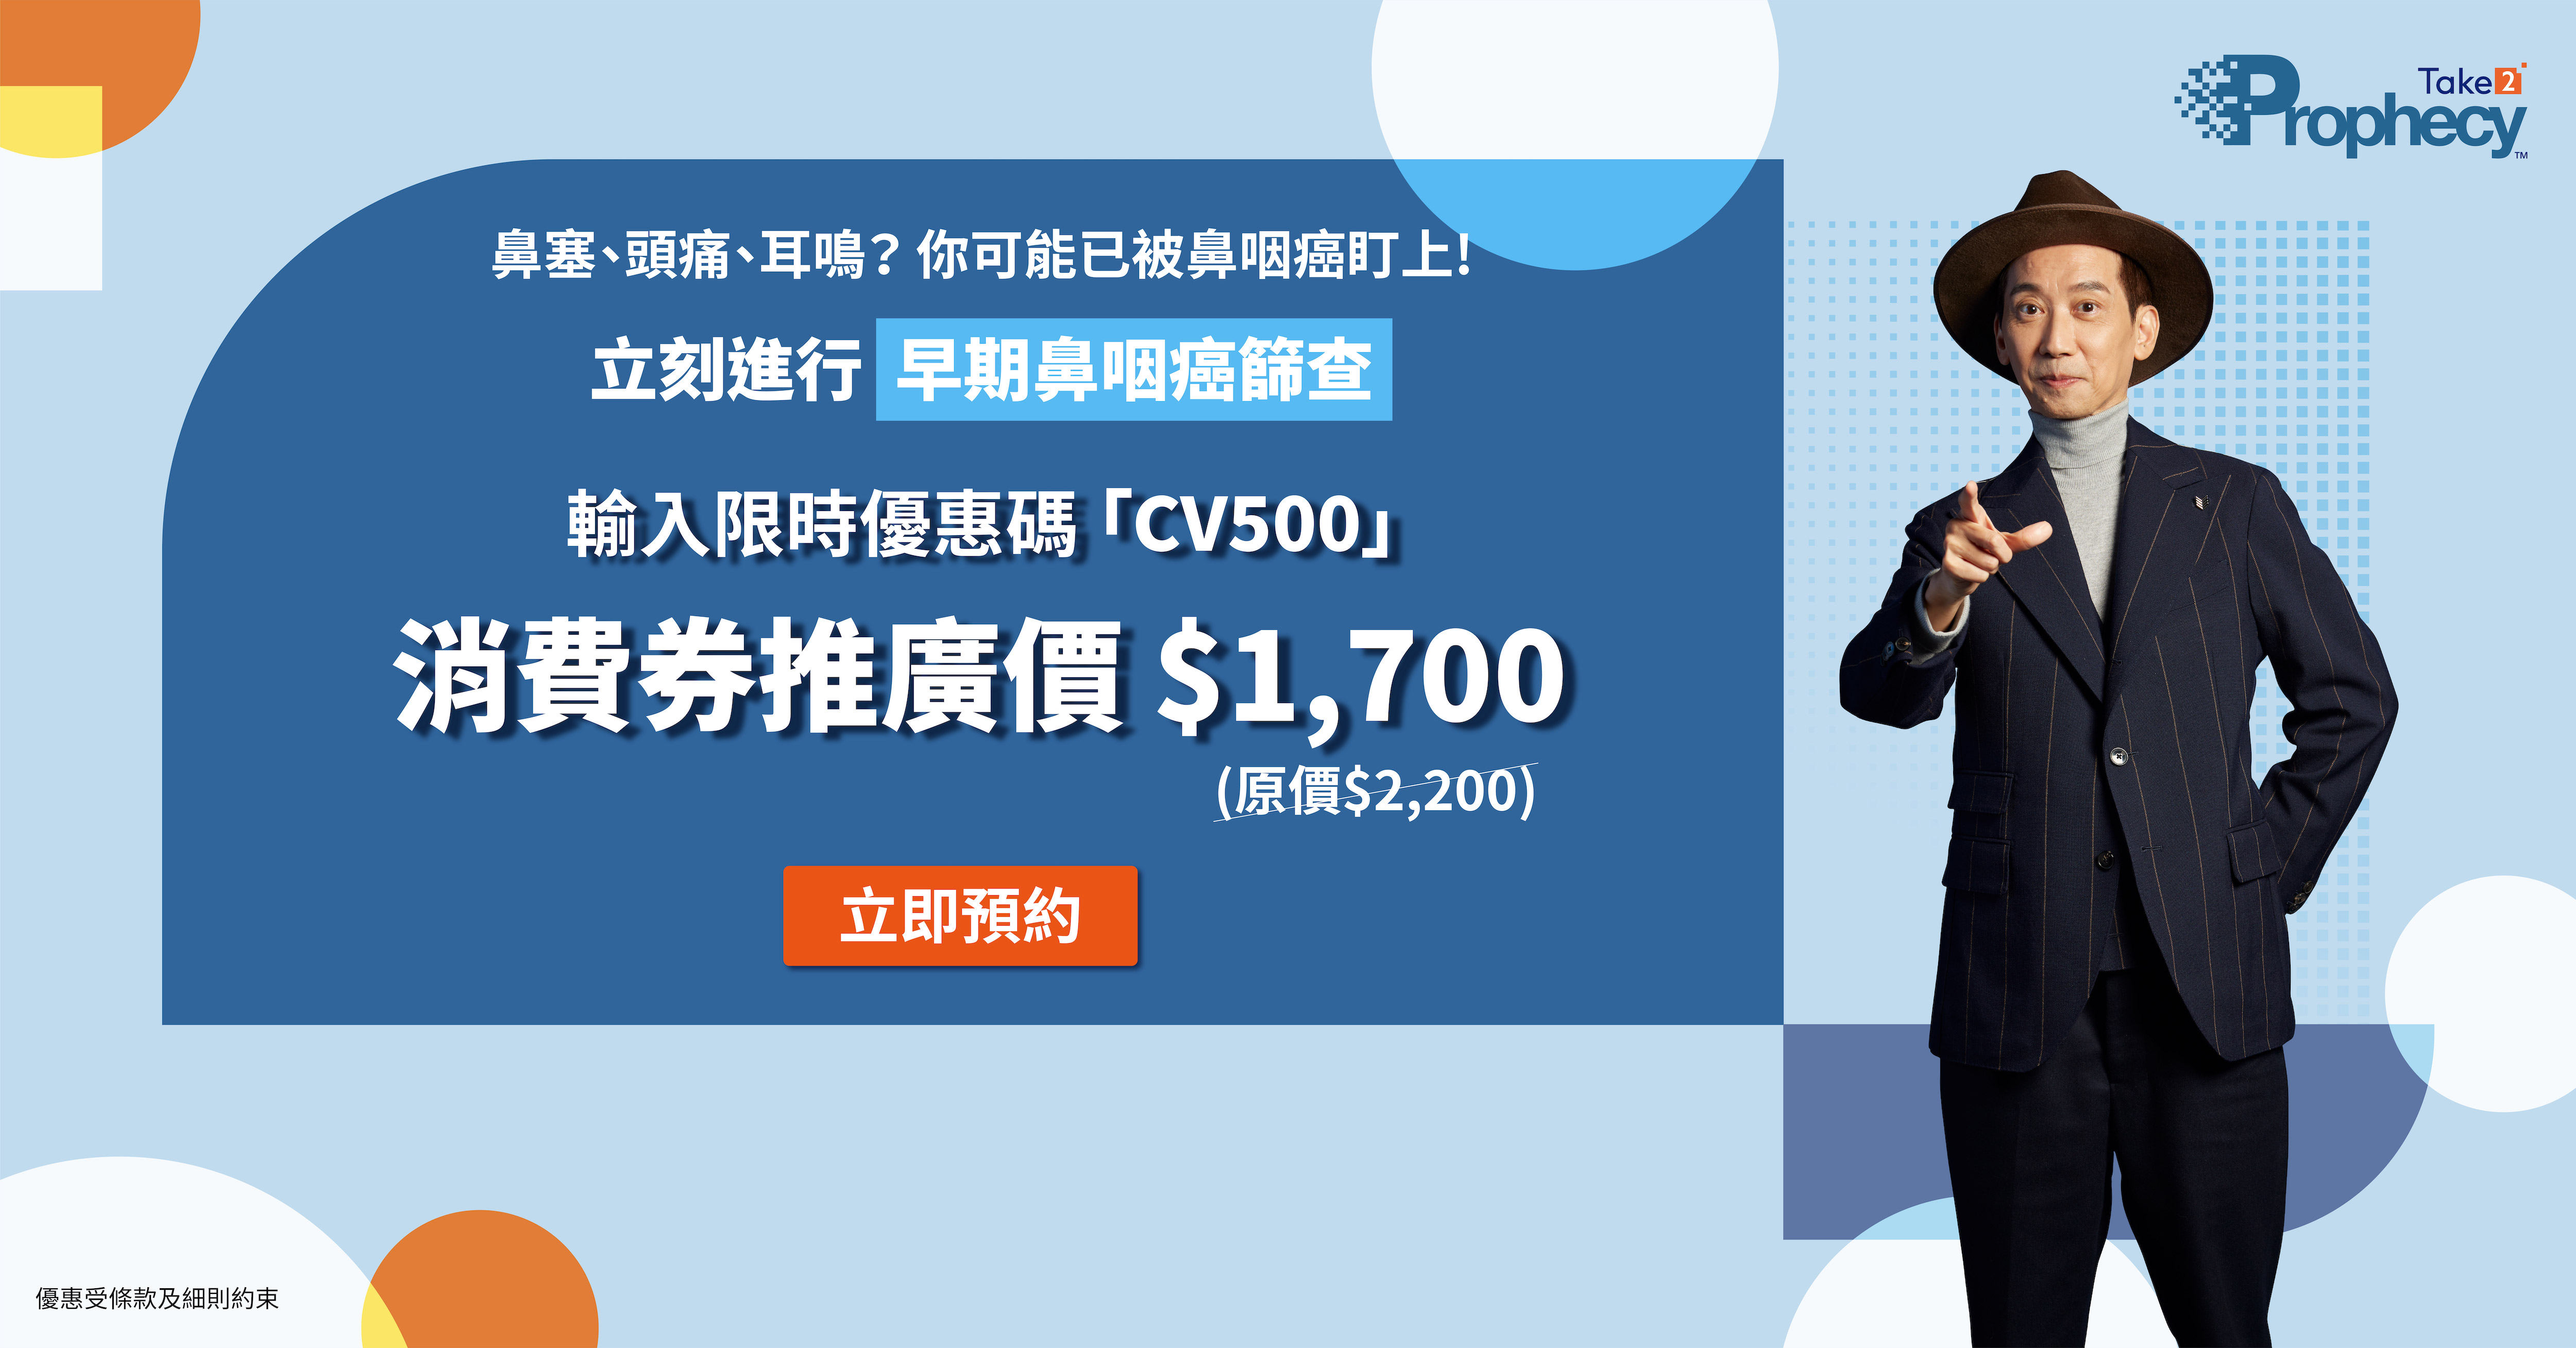 Take2
Prophecy™
鼻塞、頭痛、耳鳴？你可能已被鼻咽癌盯上！
立刻進行 早期鼻咽癌篩查
輸入限時優惠碼「CV500」
消費券推廣價 $1,700
(原價$2,200)
立即預約
優惠受條款及細則約束